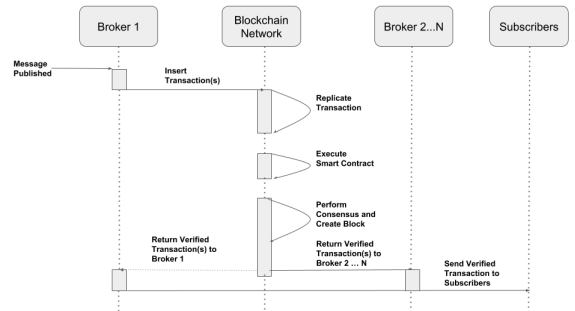 Broker 1
Blockchain
Network
Broker 2...N
Subscribers
Message
Published
Insert
Transaction(s)
Replicate
Transaction
Execute
Smart Contract
Perform
Consensus and
Create Block
Return Verified
Transaction(s) to
Broker 1
Return Verified
Transaction(s) to
Broker 2 ... N
Send Verified
Transaction to
Subscribers